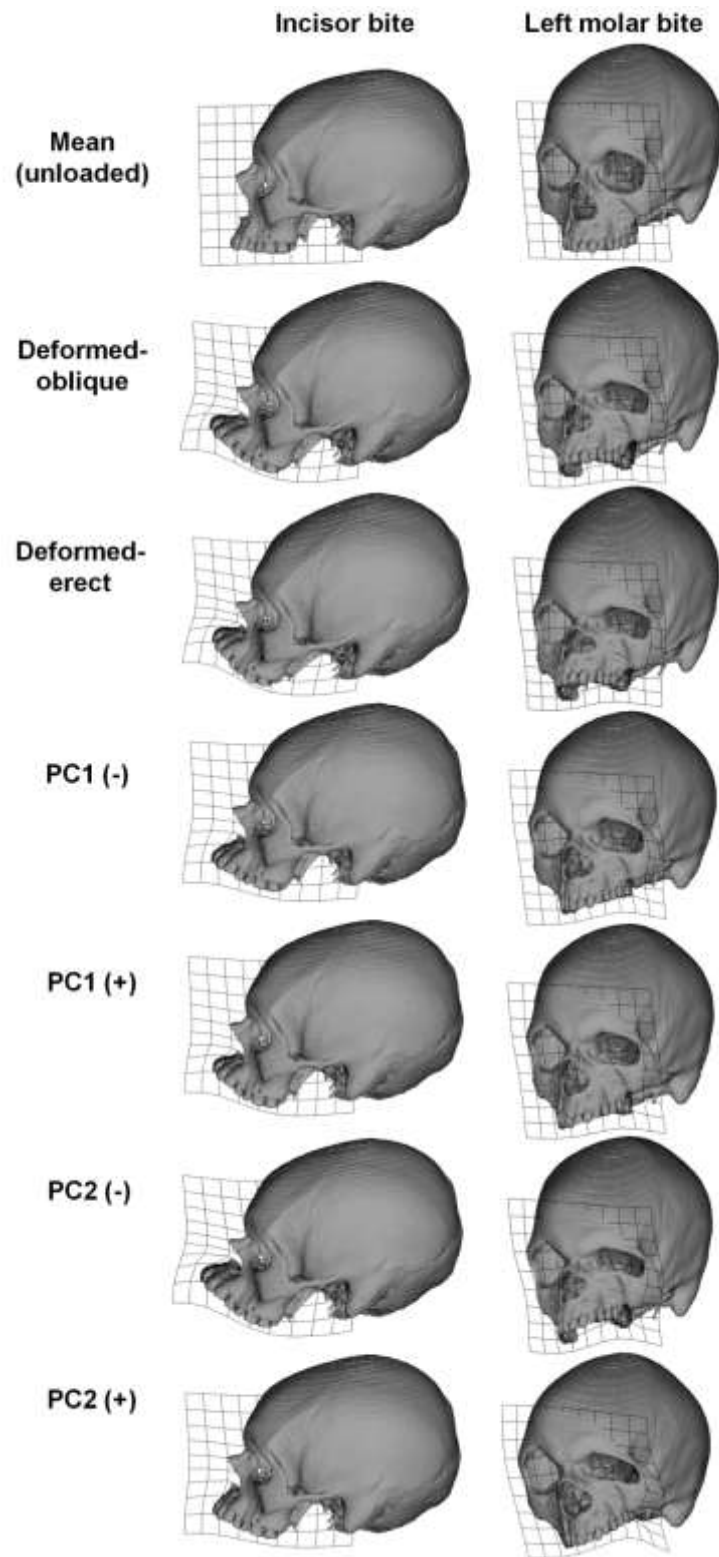 Incisor bite
Left molar bite
Mean
(unloaded)
Deformed-
oblique
Deformed-
erect
PC1 (-)
PC1 (+)
PC2 (-)
PC2 (+)